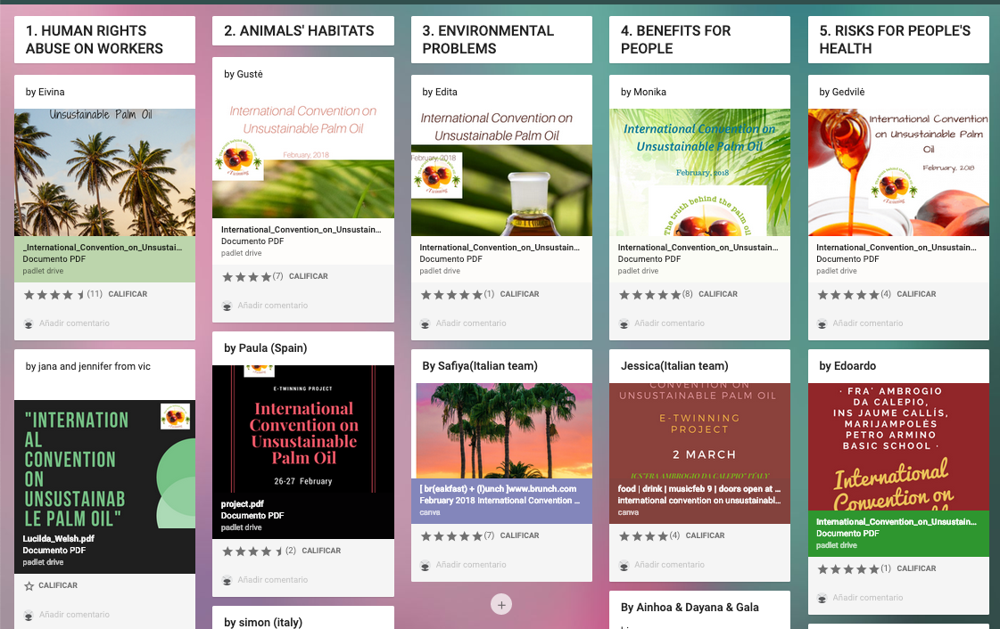 1. HUMAN RIGHTS
ABUSE ON WORKERS
by Eivina
Unsustainable Palm Oil
_International_Convention_on_Unsustai...
Documento PDF
padlet drive
(11) CALIFICAR
Añadir comentario
by jana and jennifer from vic
"INTERNATION
AL
CONVENTION
ON
UNSUSTAINAB
LE PALM OIL"
Lucilda_Welsh.pdf
Documento PDF
padlet drive
CALIFICAR
Añadir comentario
2. ANIMALS' HABITATS
by Gustė
International Convention on
Unsustainable Palm Oil
February, 2018
International_Convention_on_Unsustain...
Documento PDF
padlet drive
(7) CALIFICAR
Añadir comentario
by Paula (Spain)
E-TWINNING PROJECT
International
Convention on
Unsustainable
Palm Oil
26-27 February
project.pdf
Documento PDF
padlet drive
(2) CALIFICAR
Añadir comentario
by simon (italy)
3. ENVIRONMENTAL
PROBLEMS
by Edita
International Convention on
Unsustainable Palm Oil
February, 2018
International_Convention_on_Unsustain...
Documento PDF
padlet drive
(1) CALIFICAR
Añadir comentario
By Safiya(Italian team)
[ br(eakfast) + (l)unch ]www.brunch.com
February 2018 International Convention ...
canva
(7) CALIFICAR
Añadir comentario
4. BENEFITS FOR
PEOPLE
by Monika
International Convention on
Unsustainable Palm Oil
February, 2018
The truth behind the palm oil
International_Convention_on_Unsustain...
Documento PDF
padlet drive
(8) CALIFICAR
Añadir comentario
Jessica(Italian team)
CONVENTION ON
UNSUSTAINABLE PALM OIL
E-TWINNING
PROJECT
2 MARCH
ICS"FRA AMBROGIO DA CALEPIO" ITALY
food | drink | musicfeb 9 | doors open at ...
international convention on unsustainabl...
canva
(4) CALIFICAR
Añadir comentario
By Ainhoa & Dayana & Gala
5. RISKS FOR PEOPLE'S
HEALTH
by Gedvilė
International Convention
on Unsustainable Palm
Oil
February, 2018
International_Convention_on_Unsustain...
Documento PDF
padlet drive
(4) CALIFICAR
Añadir comentario
by Edoardo
· FRA' AMBROGIO
DA CALEPIO,
INS JAUME CALLÍS,
MARIJAMPOLĖS
PETRO ARMINO
BASIC SCHOOL ·
International
Convention on
International_Convention_on_Unsustain...
Documento PDF
padlet drive
(1) CALIFICAR
Añadir comentario